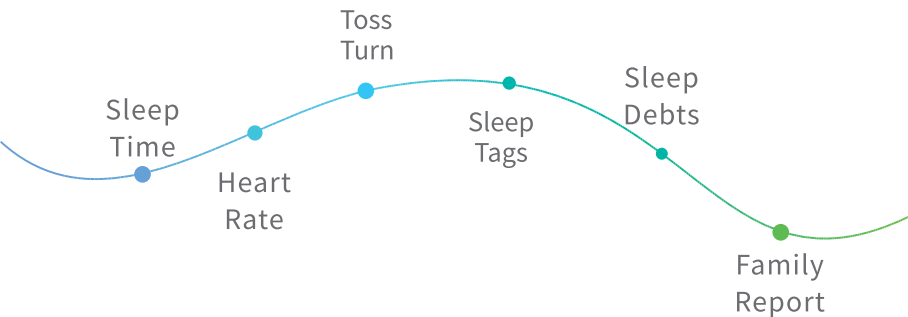 Sleep
Time
Heart
Rate
Toss
Turn
Sleep
Tags
Sleep
Debts
Family
Report